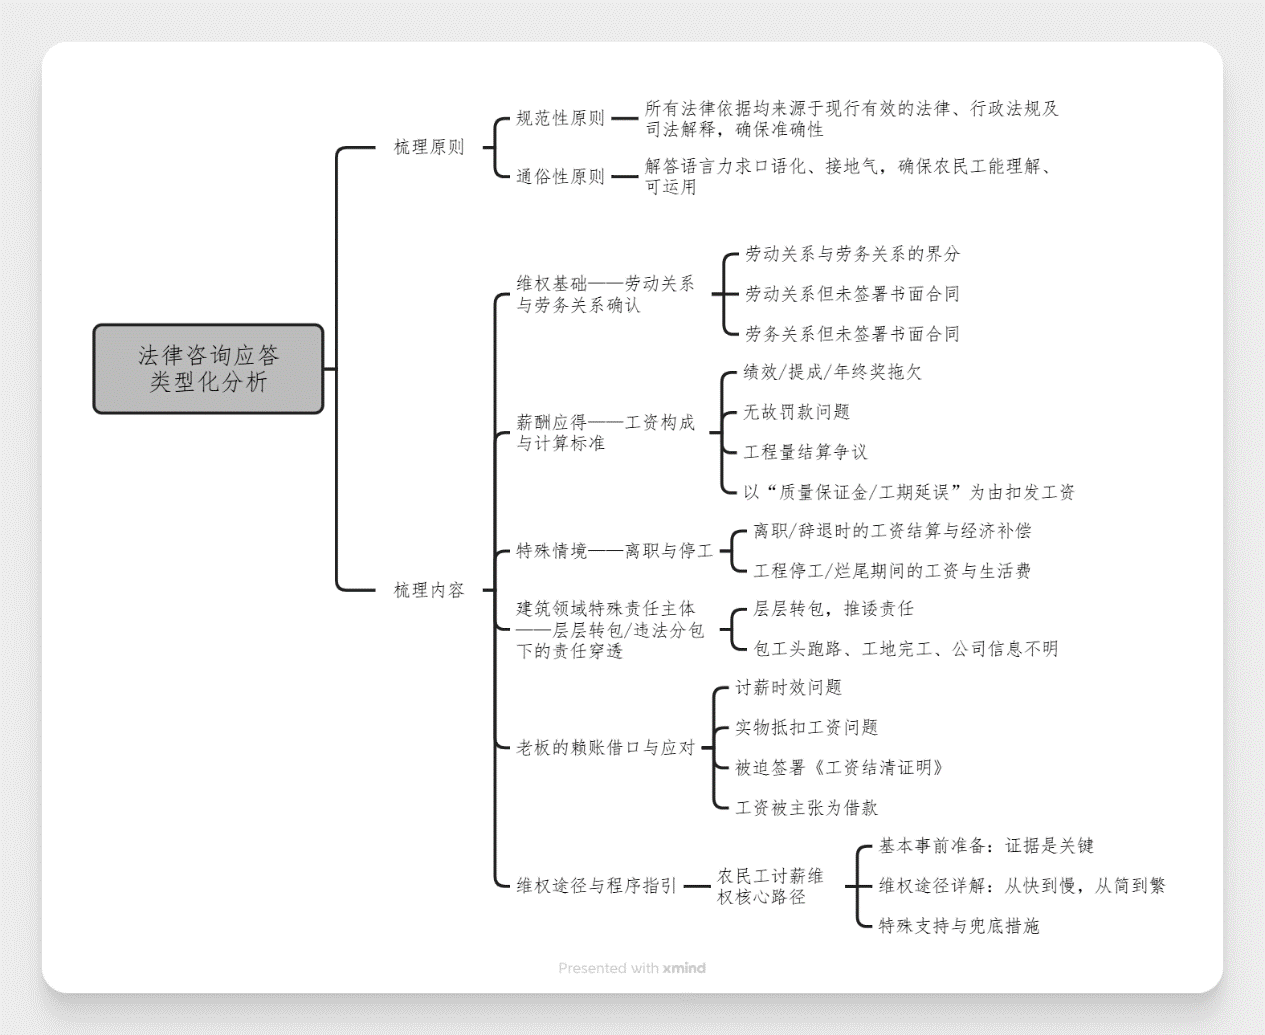 法律咨询应答
类型化分析
梳理原则
规范性原则
所有法律依据均来源于现行有效的法律、行政法规及
司法解释，确保准确性
通俗性原则
解答语言力求口语化、接地气，确保农民工能理解、
可运用
梳理内容
维权基础——劳动关系
与劳务关系确认
劳动关系与劳务关系的界分
劳动关系但未签署书面合同
劳务关系但未签署书面合同
薪酬应得——工资构成
与计算标准
绩效/提成/年终奖拖欠
无故罚款问题
工程量结算争议
以“质量保证金/工期延误”为由扣发工资
特殊情境——离职与停工
离职/辞退时的工资结算与经济补偿
工程停工/烂尾期间的工资与生活费
建筑领域特殊责任主体
——层层转包/违法分包
下的责任穿透
层层转包，推诿责任
包工头跑路、工地完工、公司信息不明
老板的赖账借口与应对
讨薪时效问题
实物抵扣工资问题
被迫签署《工资结清证明》
工资被主张为借款
维权途径与程序指引
农民工讨薪维
权核心路径
基本事前准备：证据是关键
维权途径详解：从快到慢，从简到繁
特殊支持与兜底措施
Presented with xmind